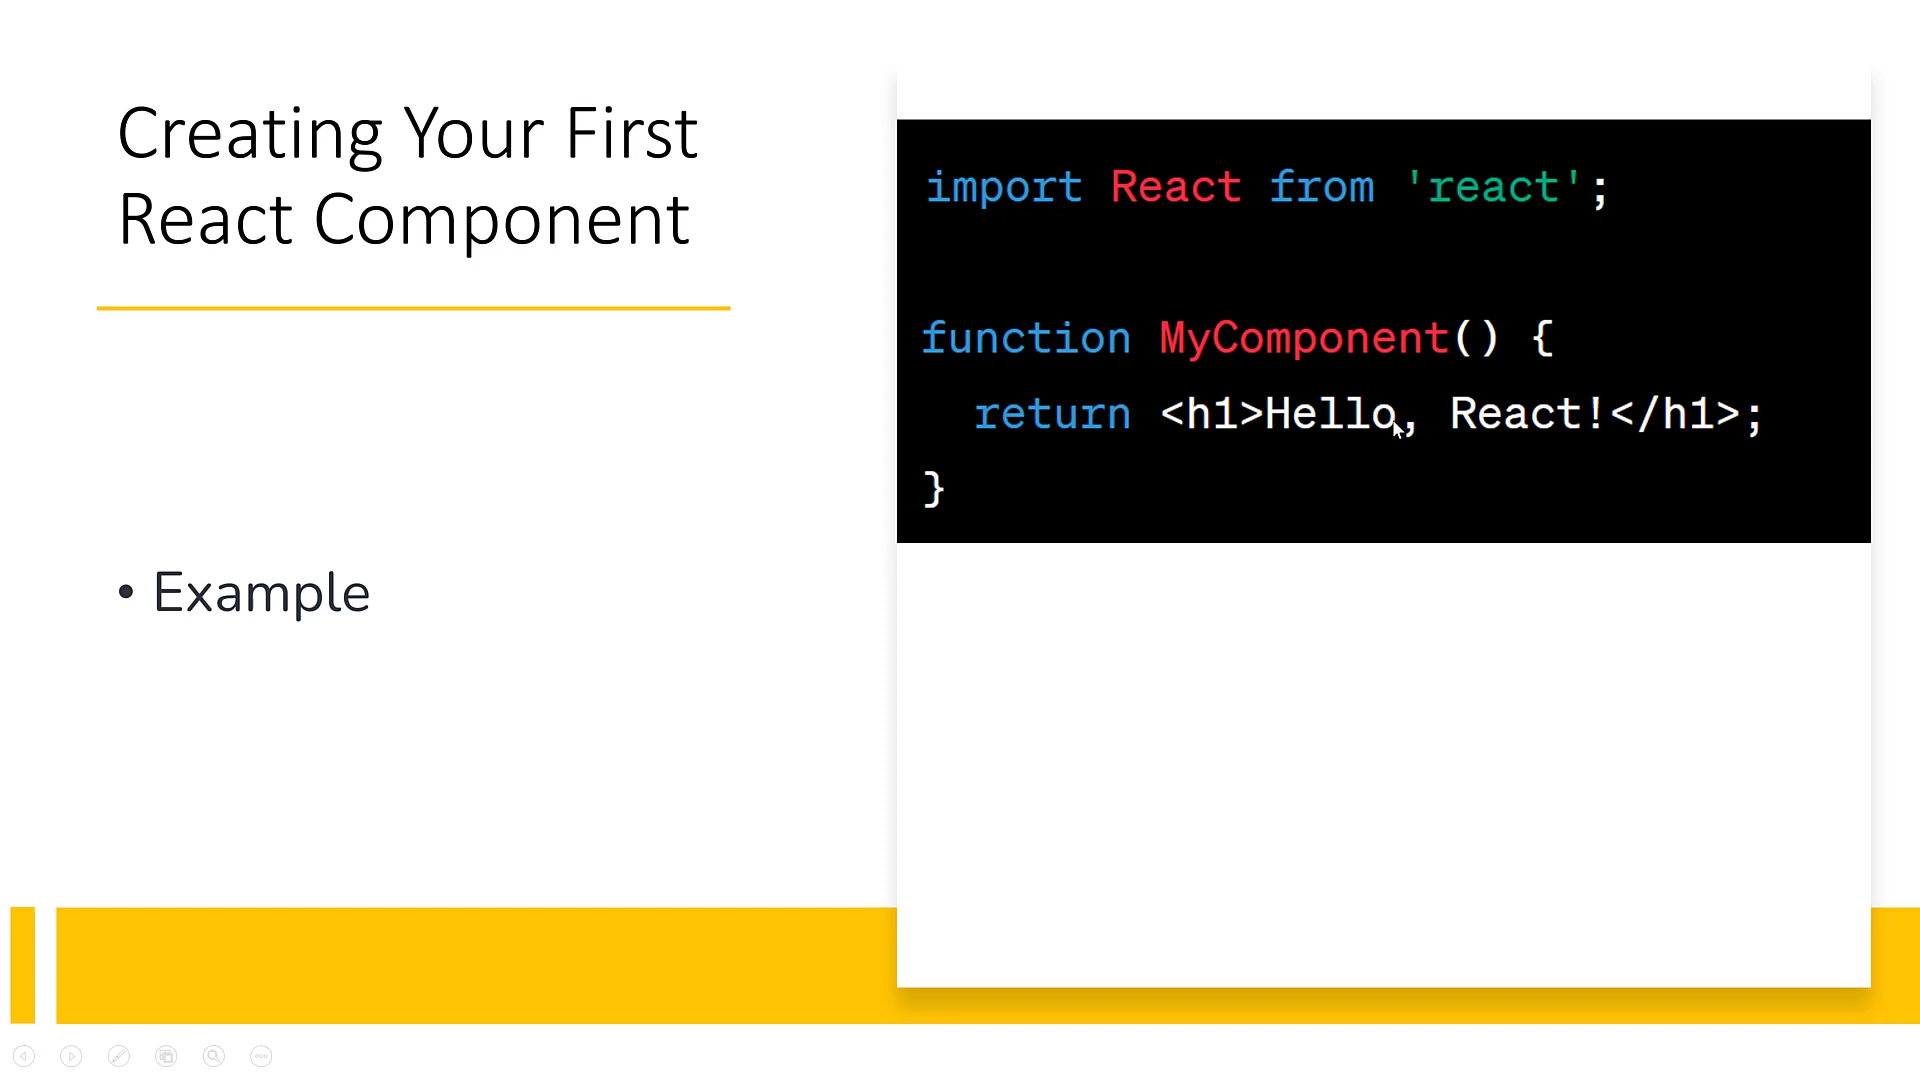 Creating Your First
React Component
• Example
import React from 'react';
function MyComponent() {
  return <h1>Hello, React!</h1>;
}